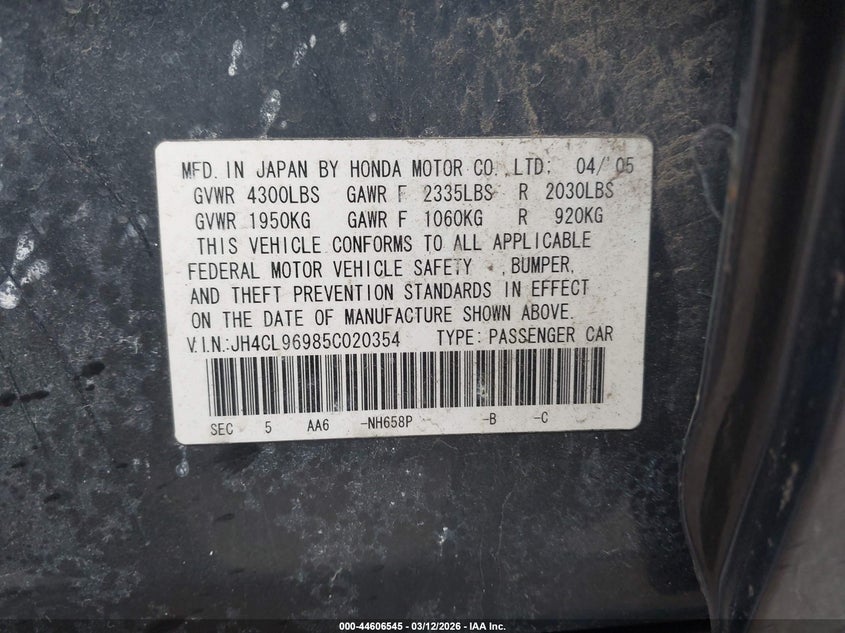 MFD. IN JAPAN BY HONDA MOTOR CO. ,LTD: 04/'05
GVWR 4300LBS GAWR F 2335LBS R 2030LBS
GVWR 1950KG GAWR F 1060KG R 920KG
THIS VEHICLE CONFORMS TO ALL APPLICABLE
FEDERAL MOTOR VEHICLE SAFETY , BUMPER,
AND THEFT PREVENTION STANDARDS IN EFFECT
ON THE DATE OF MANUFACTURE SHOWN ABOVE.
V.I.N.:JH4CL96985C020354 TYPE: PASSENGER CAR
SEC 5 AA6 -NH658P -B -C
000-44606545 - 03/12/2026 - IAA Inc.